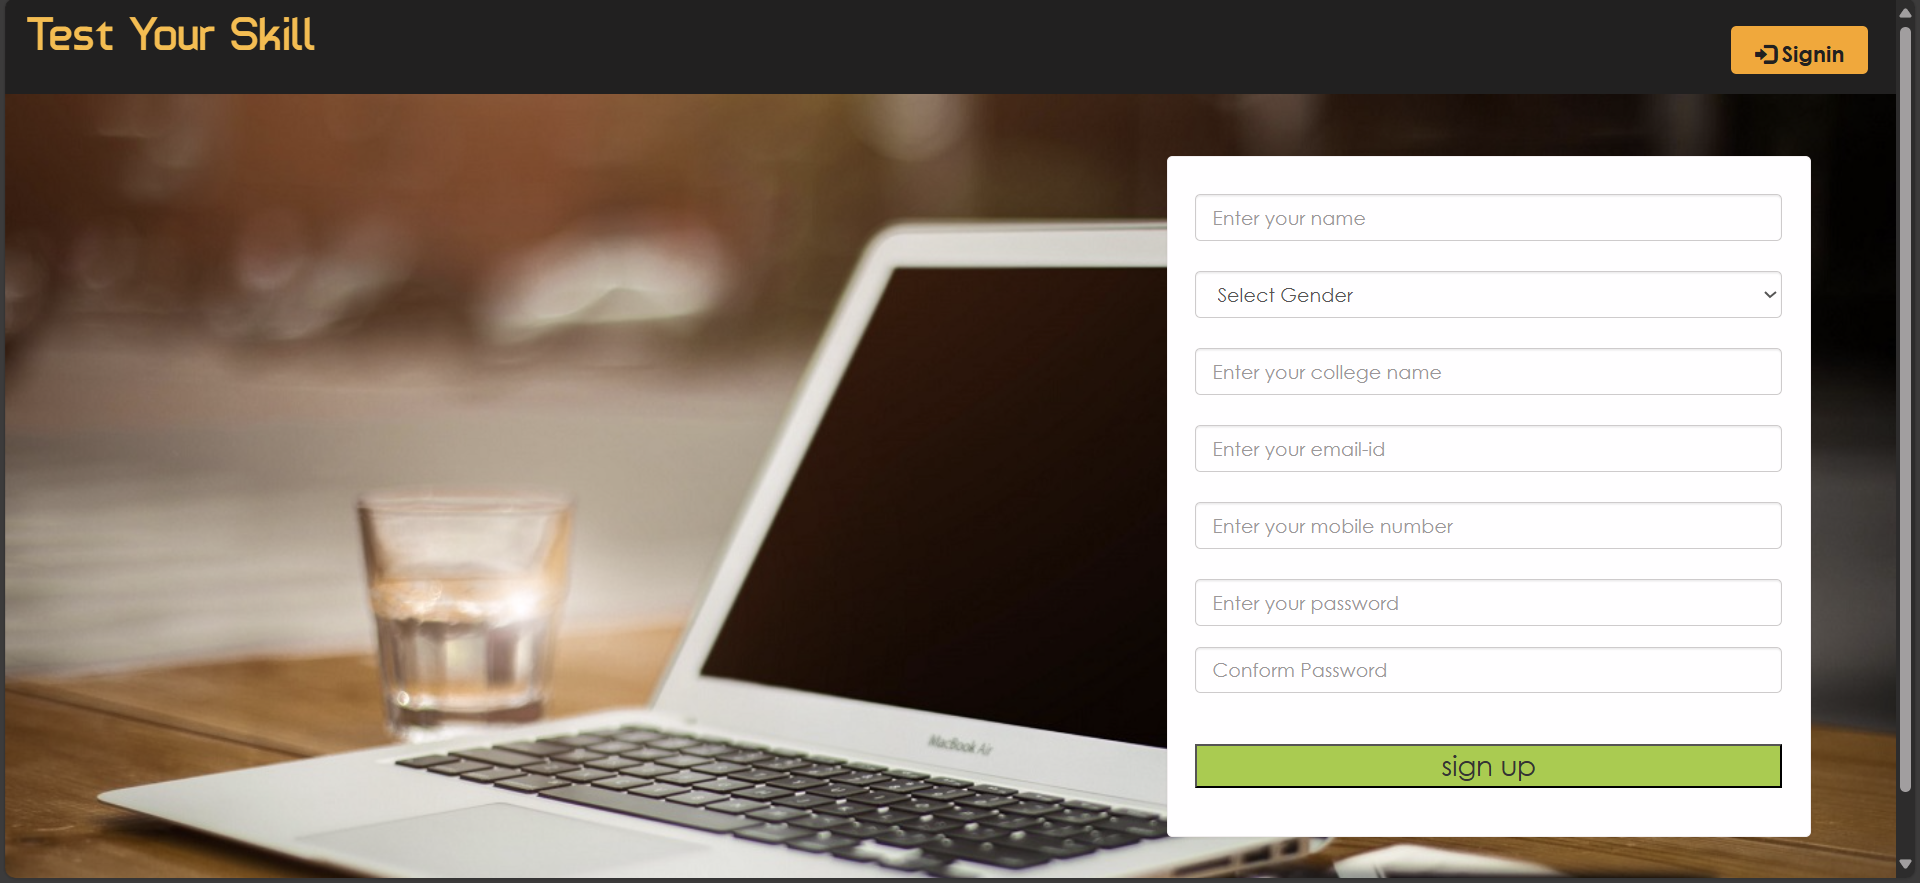 Test Your Skill
Signin
Enter your name
Select Gender
Enter your college name
Enter your email-id
Enter your mobile number
Enter your password
Conform Password
sign up
MacBook Air